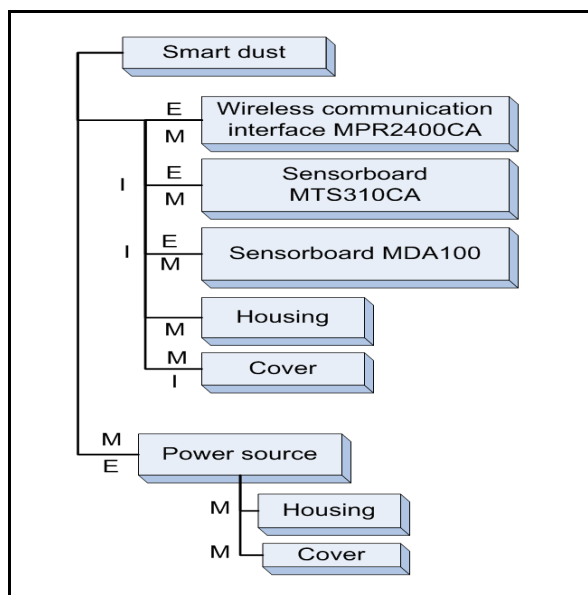 Smart dust
E
Wireless communication
interface MPR2400CA
M
E
Sensorboard
MTS310CA
I
M
E
Sensorboard MDA100
I
M
Housing
M
M
Cover
I
M
Power source
E
M
Housing
M
Cover